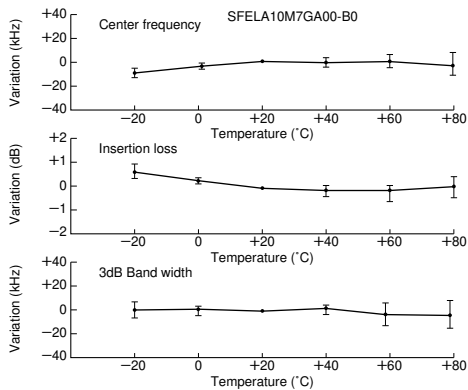 SFELA10M7GA00-B0
Center frequency
Variation (kHz)
+40
+20
0
−20
−40
−20 0 +20 +40 +60 +80
Temperature (˚C)
Insertion loss
Variation (dB)
+2
+1
0
−1
−2
−20 0 +20 +40 +60 +80
Temperature (˚C)
3dB Band width
Variation (kHz)
+40
+20
0
−20
−40
−20 0 +20 +40 +60 +80
Temperature (˚C)